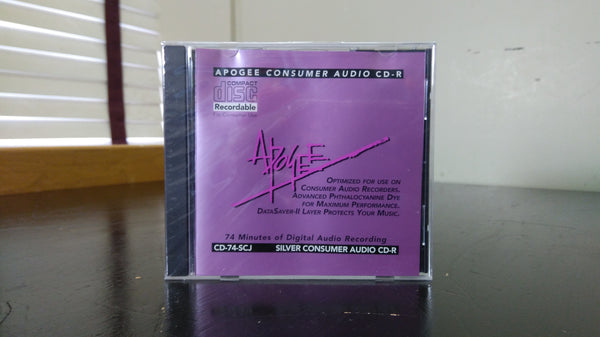 APOGEE CONSUMER AUDIO CD-R
COMPACT
disc
Recordable
For Consumer Use
APOGEE
OPTIMIZED FOR USE ON
CONSUMER AUDIO RECORDERS.
ADVANCED PHTHALOCYANINE DYE
FOR MAXIMUM PERFORMANCE.
DATASAVER-II LAYER PROTECTS YOUR MUSIC.
74 Minutes of Digital Audio Recording
CD-74-SCJ SILVER CONSUMER AUDIO CD-R